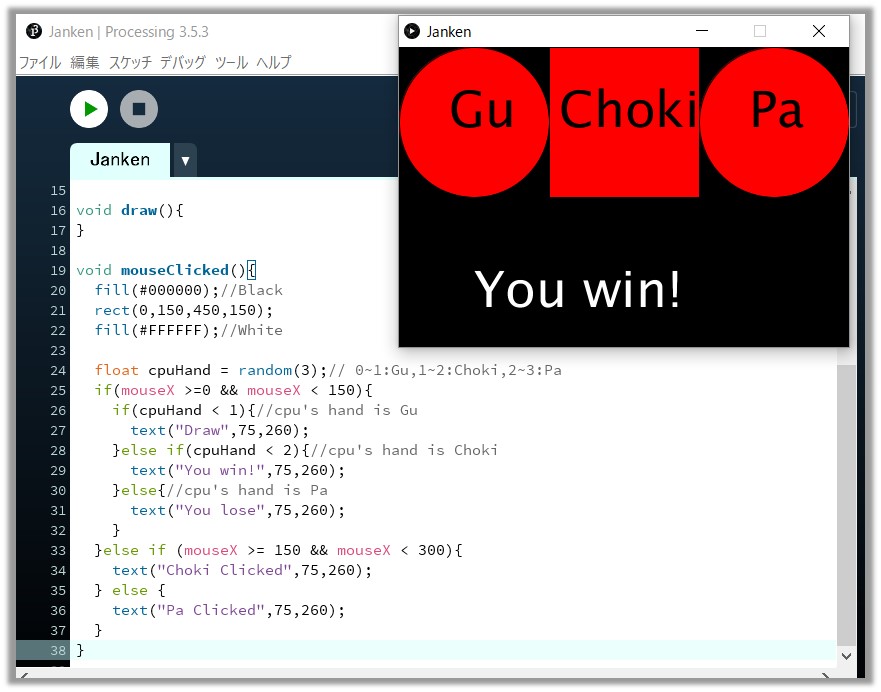 Janken | Processing 3.5.3
ファイル 編集 スケッチ デバッグ ツール ヘルプ
Janken
Janken
Gu Choki Pa
You win!
15
16 void draw(){
17 }
18
19 void mouseClicked(){
20 fill(#000000);//Black
21 rect(0,150,450,150);
22 fill(#FFFFFF);//White
23
24 float cpuHand = random(3);// 0~1:Gu,1~2:Choki,2~3:Pa
25 if(mouseX >=0 && mouseX < 150){
26 if(cpuHand < 1){//cpu's hand is Gu
27 text("Draw",75,260);
28 }else if(cpuHand < 2){//cpu's hand is Choki
29 text("You win!",75,260);
30 }else{//cpu's hand is Pa
31 text("You lose",75,260);
32 }
33 }else if (mouseX >= 150 && mouseX < 300){
34 text("Choki Clicked",75,260);
35 } else {
36 text("Pa Clicked",75,260);
37 }
38 }